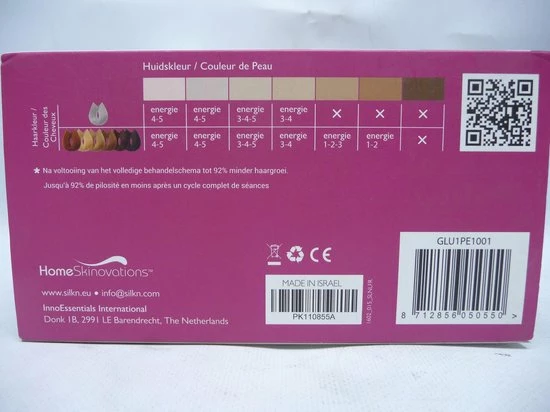 Huidskleur / Couleur de Peau
Haarkleur /
Couleur des
Cheveux
energie 4-5 energie 4-5 energie 3-4-5 energie 3-4 × × ×
energie 4-5 energie 4-5 energie 3-4-5 energie 3-4 energie 1-2-3 energie 1-2 ×
★ Na voltooiing van het volledige behandelschema tot 92% minder haargroei.
Jusqu'à 92% de pilosité en moins après un cycle complet de séances
HomeSkinovations™
www.silkn.eu • info@silkn.com
InnoEssentials International
Donk 1B, 2991 LE Barendrecht, The Netherlands
CE
MADE IN ISRAEL
PK110855A
1602_015_SLNLFR
GLU1PE1001
8 712856 050550 >